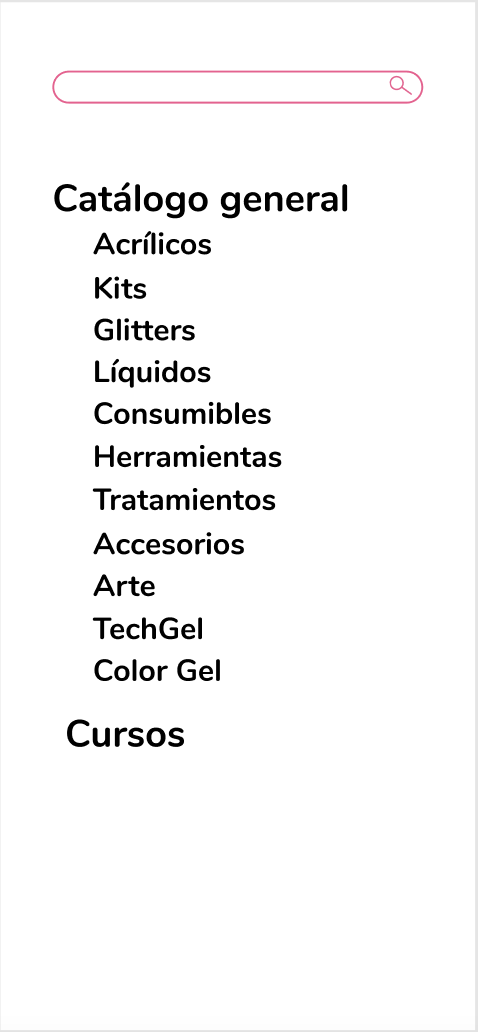 Catálogo general
Acrílicos
Kits
Glitters
Líquidos
Consumibles
Herramientas
Tratamientos
Accesorios
Arte
TechGel
Color Gel
Cursos